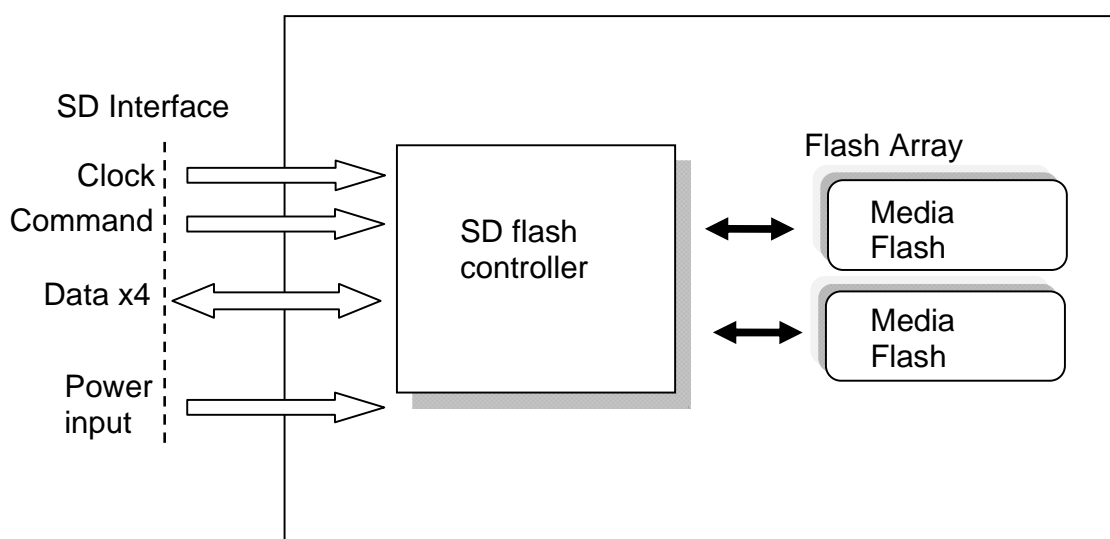 SD Interface
Clock
Command
Data x4
Power
input
SD flash
controller
Flash Array
Media
Flash
Media
Flash